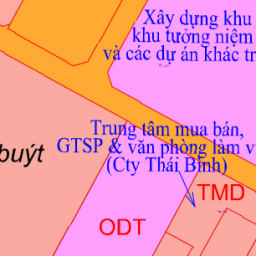 Xây dựng khu
khu tưởng niệm
và các dự án khác
Trung tâm mua bán,
buýt
GTSP & văn phòng làm
(Cty Thái Bình)
TMD
ODT